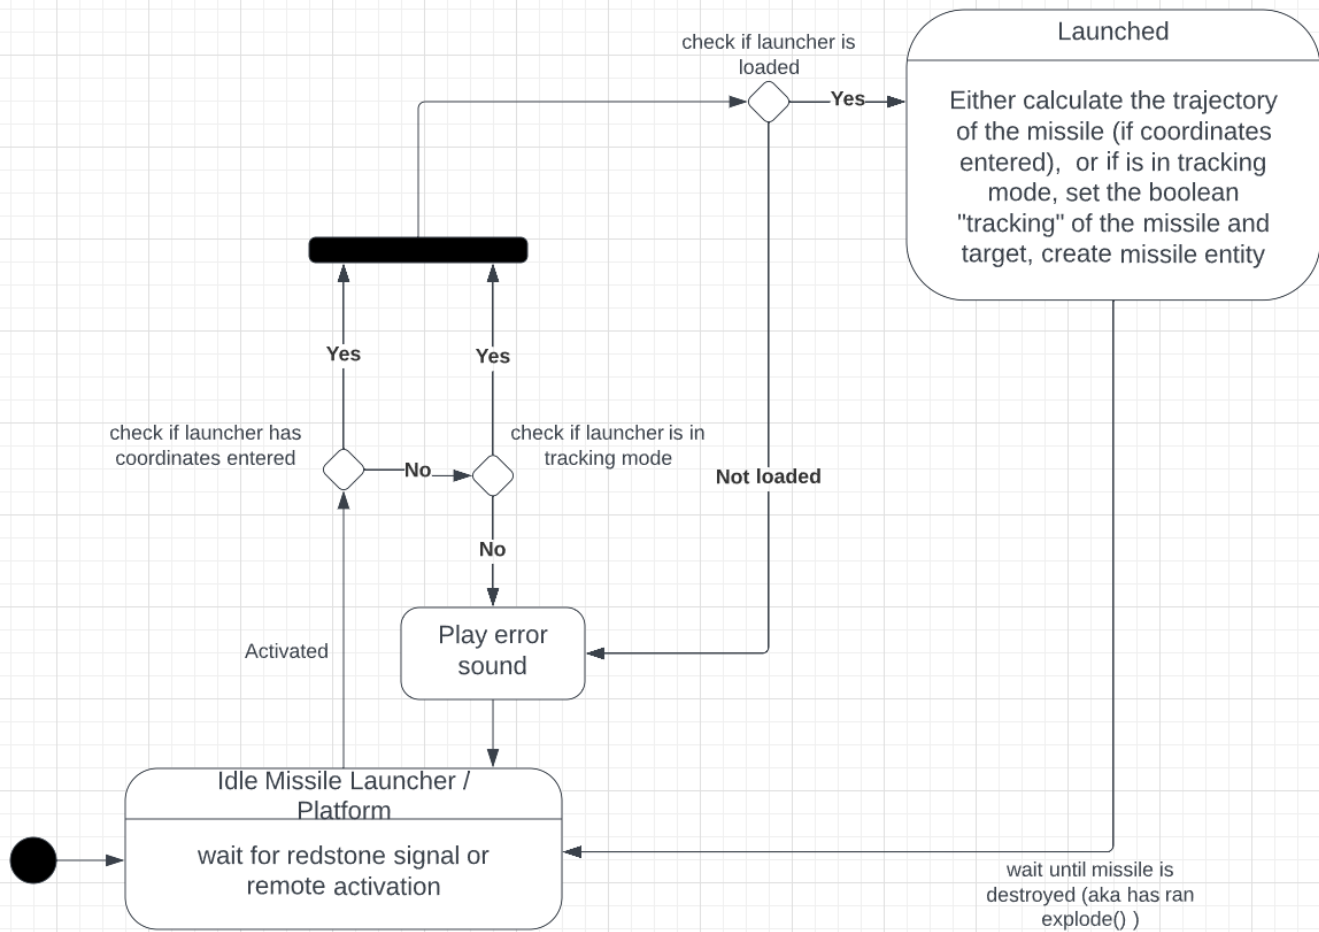 check if launcher is
loaded
Yes
Launched
Either calculate the trajectory
of the missile (if coordinates
entered),  or if is in tracking
mode, set the boolean
"tracking" of the missile and
target, create missile entity
Yes
Yes
check if launcher has
coordinates entered
No
check if launcher is in
tracking mode
Not loaded
No
Play error
sound
Activated
Idle Missile Launcher /
Platform
wait for redstone signal or
remote activation
wait until missile is
destroyed (aka has ran
explode() )